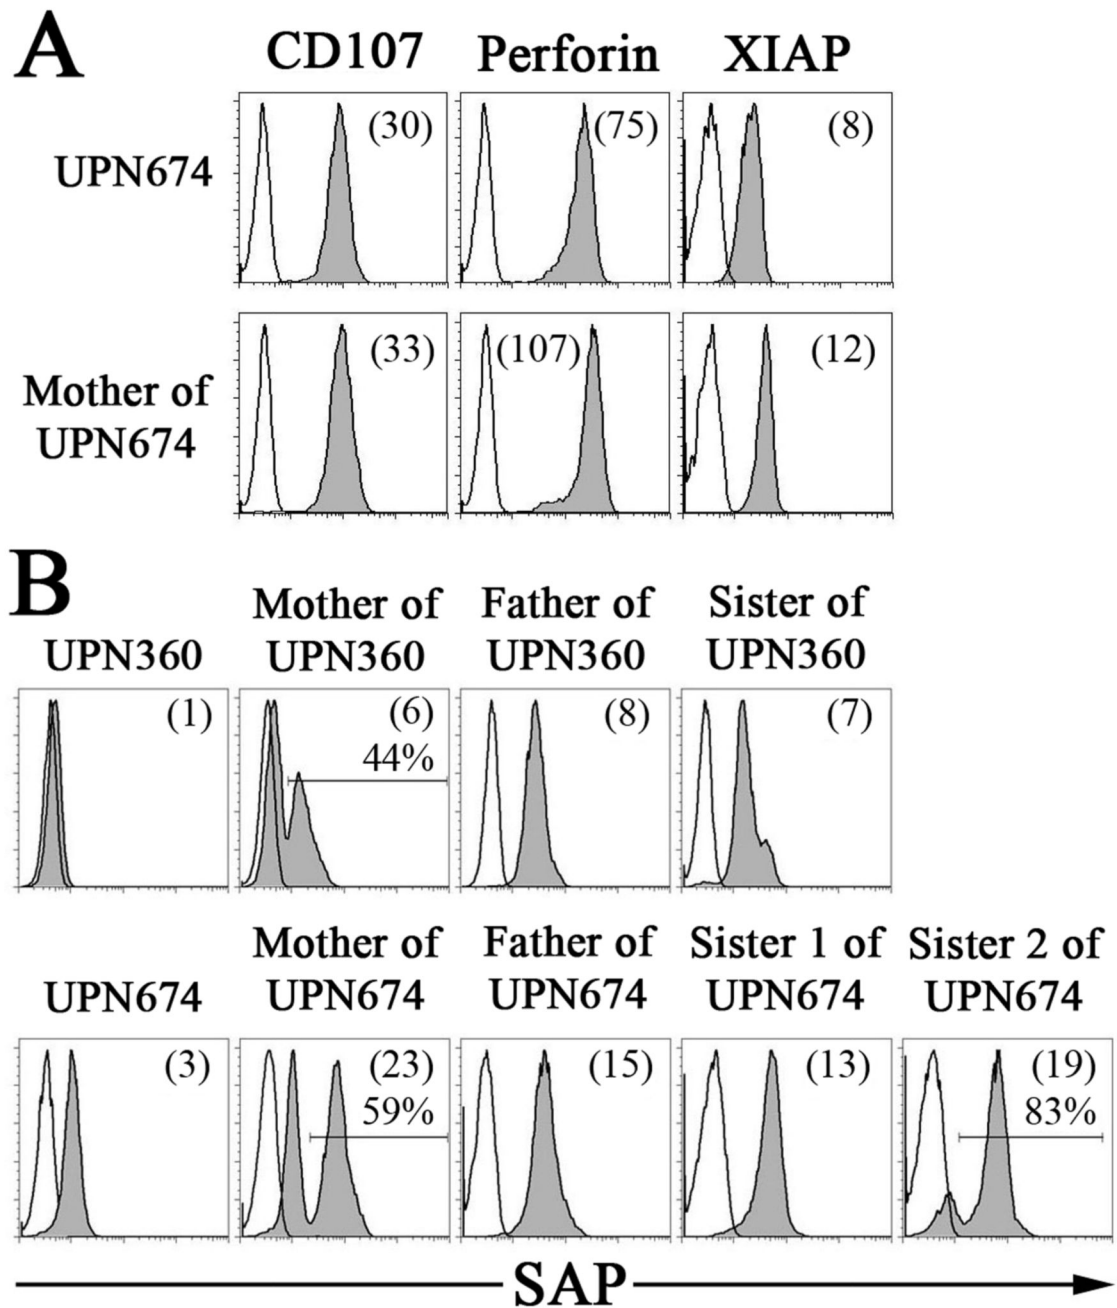 A
CD107 Perforin XIAP
UPN674
(30) (75) (8)
Mother of
UPN674
(33) (107) (12)
B
Mother of Father of Sister of
UPN360 UPN360 UPN360 UPN360
(1) (6) (8) (7)
44%
Mother of Father of Sister 1 of Sister 2 of
UPN674 UPN674 UPN674 UPN674 UPN674
(3) (23) (15) (13) (19)
59% 83%
SAP